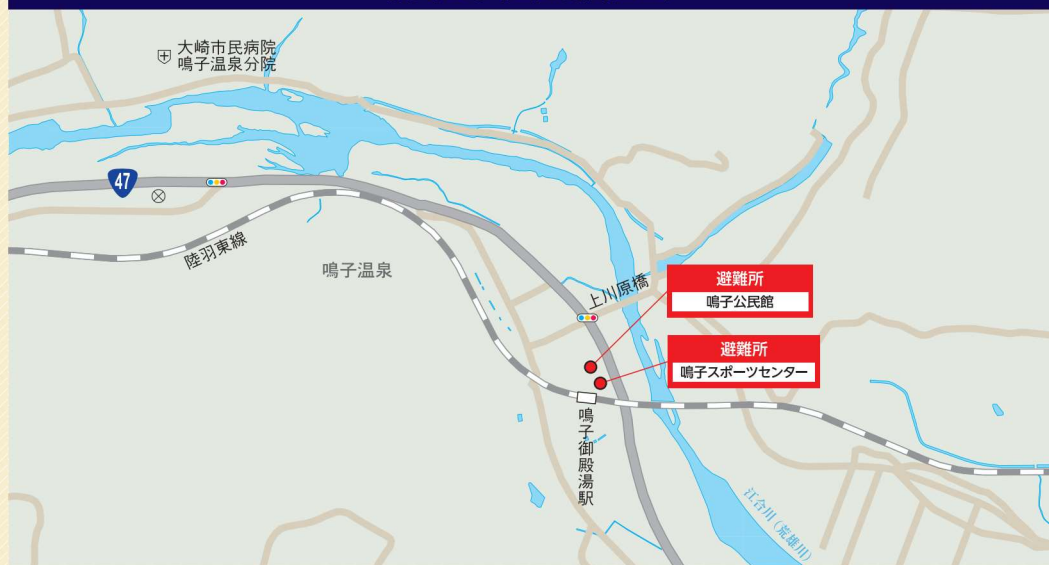 大崎市民病院
鳴子温泉分院
47
陸羽東線
鳴子温泉
上川原橋
避難所
鳴子公民館
避難所
鳴子スポーツセンター
鳴子御殿湯駅
江合川(荒雄川)